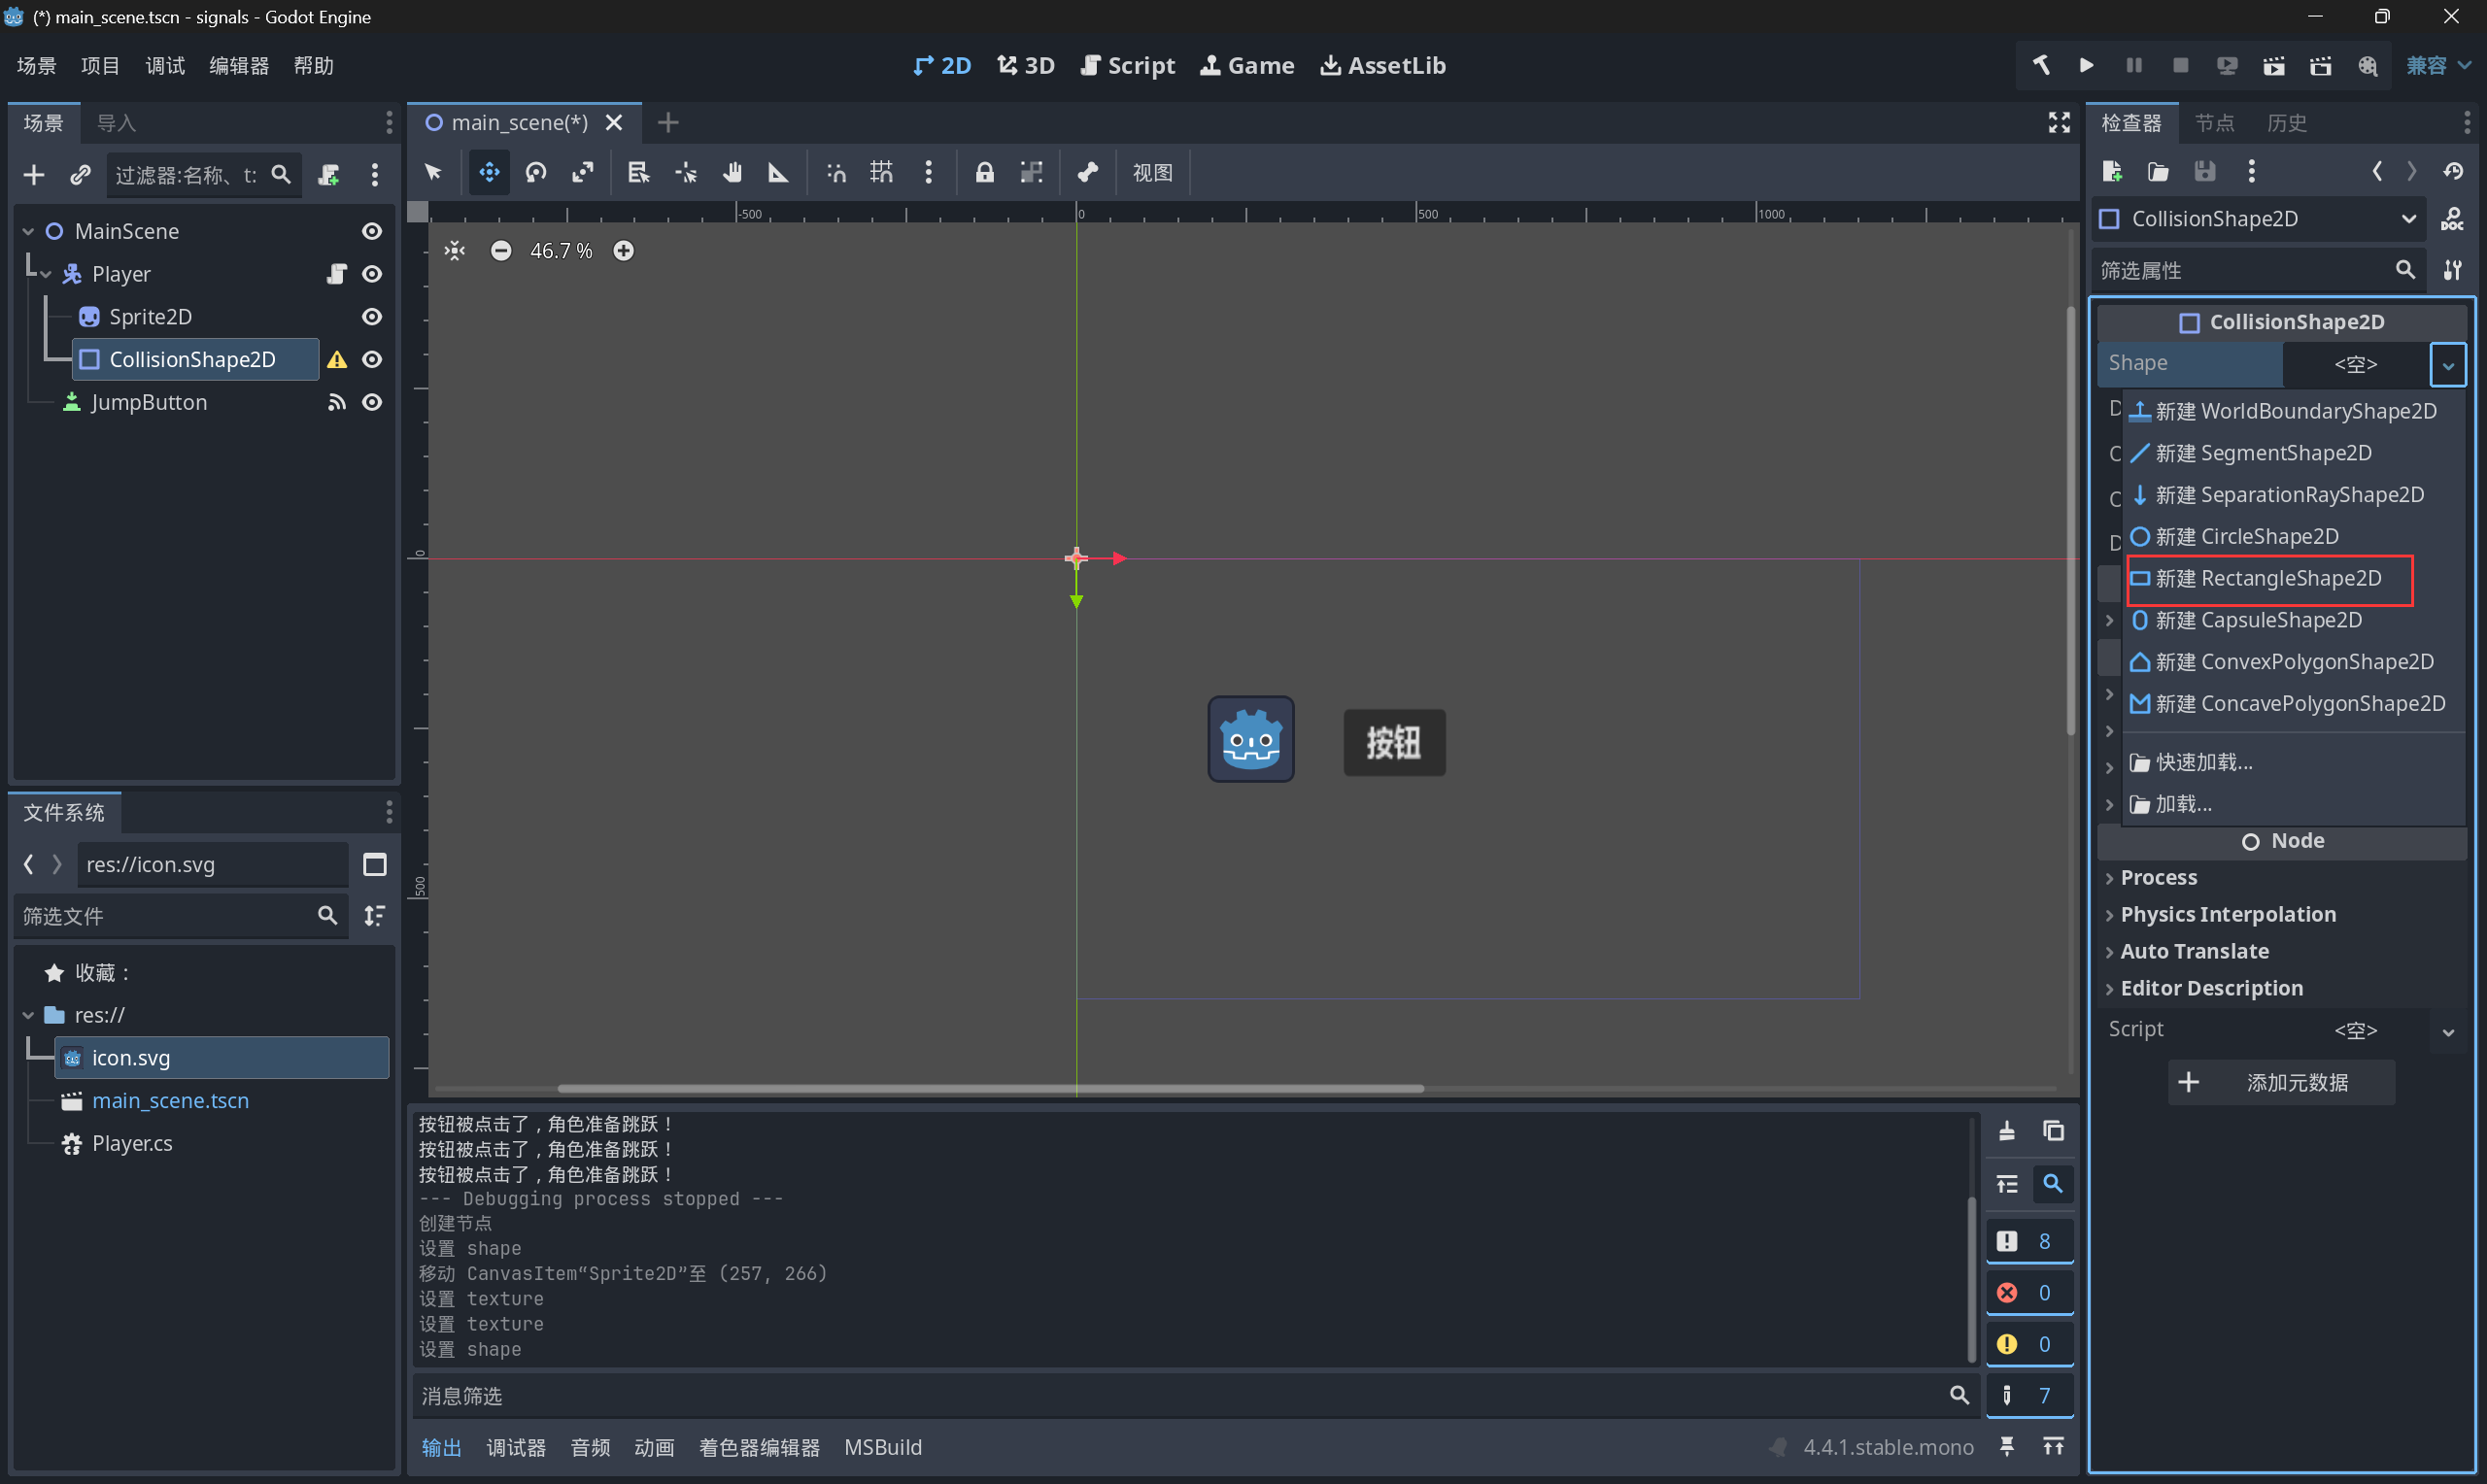 (*) main_scene.tscn - signals - Godot Engine
场景 项目 调试 编辑器 帮助
2D 3D Script Game AssetLib
兼容
场景 导入
过滤器:名称、t:
MainScene
Player
Sprite2D
CollisionShape2D
JumpButton
文件系统
res://icon.svg
筛选文件
收藏：
res://
icon.svg
main_scene.tscn
Player.cs
main_scene(*)
视图
-500 0 500 1000
46.7 %
0
500
按钮
按钮被点击了，角色准备跳跃！
按钮被点击了，角色准备跳跃！
按钮被点击了，角色准备跳跃！
--- Debugging process stopped ---
创建节点
设置 shape
移动 CanvasItem“Sprite2D”至 (257, 266)
设置 texture
设置 texture
设置 shape
消息筛选
8
0
0
7
输出 调试器 音频 动画 着色器编辑器 MSBuild
4.4.1.stable.mono
检查器 节点 历史
CollisionShape2D
DOC
筛选属性
CollisionShape2D
Shape <空>
新建 WorldBoundaryShape2D
新建 SegmentShape2D
新建 SeparationRayShape2D
新建 CircleShape2D
新建 RectangleShape2D
新建 CapsuleShape2D
新建 ConvexPolygonShape2D
新建 ConcavePolygonShape2D
快速加载...
加载...
Node
Process
Physics Interpolation
Auto Translate
Editor Description
Script <空>
添加元数据